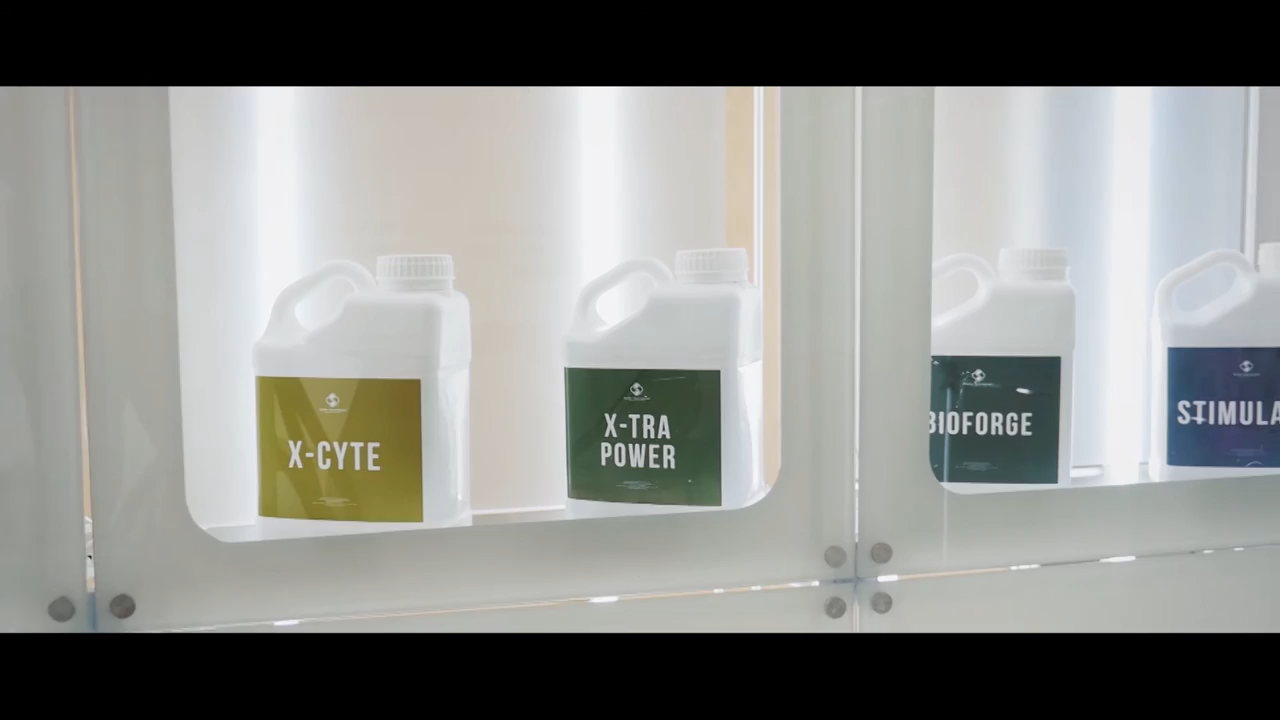 X-CYTE
X-TRA
POWER
BIOFORGE
STIMULA